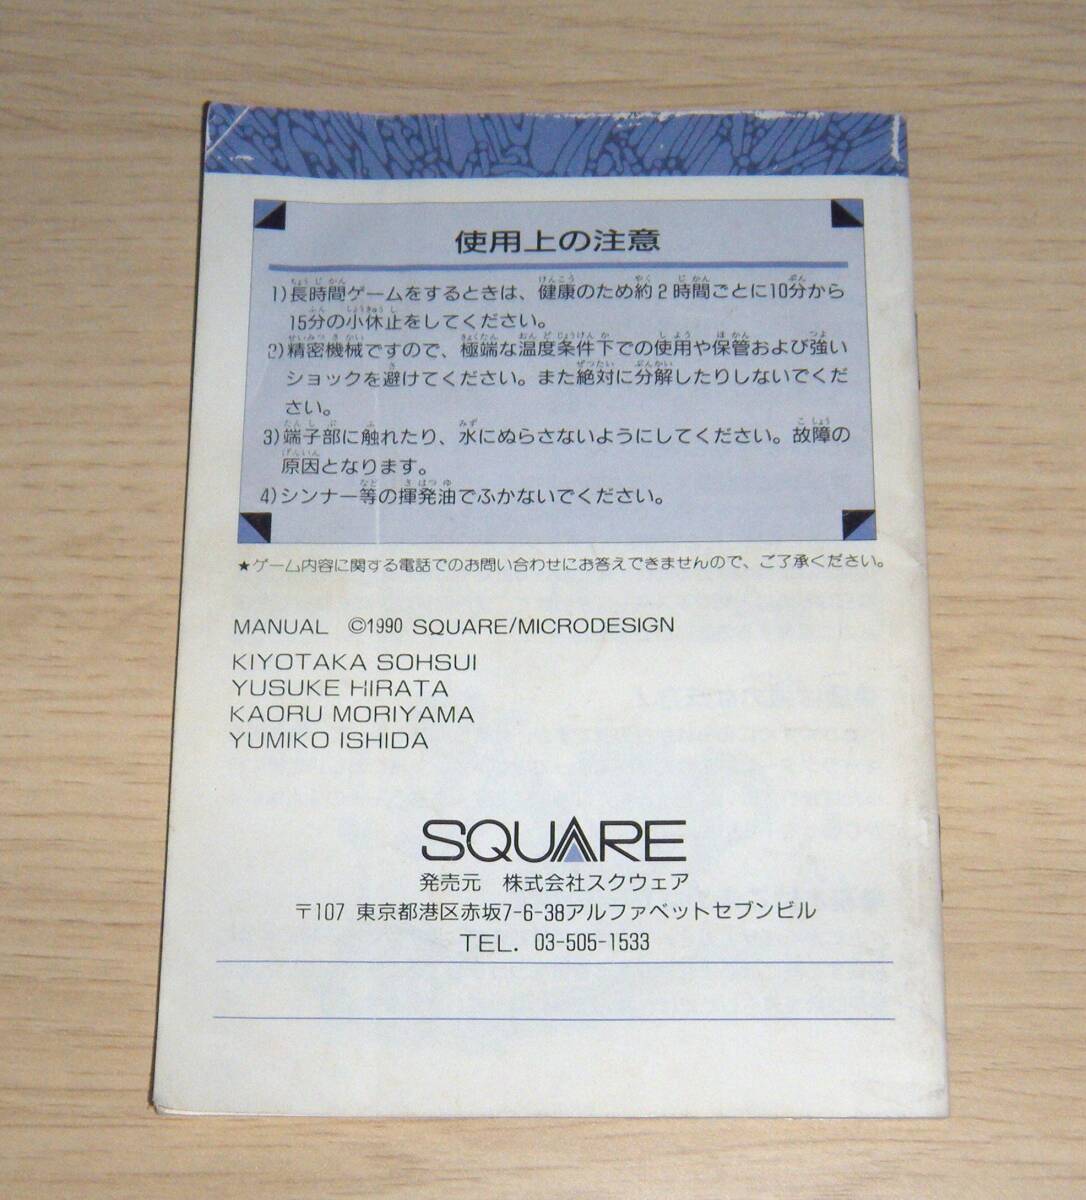 使用上の注意
1)長時間ゲームをするときは、健康のため約2時間ごとに10分から
15分の小休止をしてください。
2)精密機械ですので、極端な温度条件下での使用や保管および強い
ショックを避けてください。また絶対に分解したりしないでくだ
さい。
3)端子部に触れたり、水にぬらさないようにしてください。故障の
原因となります。
4)シンナー等の揮発油でふかないでください。
★ゲーム内容に関する電話でのお問い合わせにお答えできませんので、ご了承ください。
MANUAL ©1990 SQUARE/MICRODESIGN
KIYOTAKA SOHSUI
YUSUKE HIRATA
KAORU MORIYAMA
YUMIKO ISHIDA
SQUARE
発売元 株式会社スクウェア
〒107 東京都港区赤坂7-6-38アルファベットセブンビル
TEL. 03-505-1533